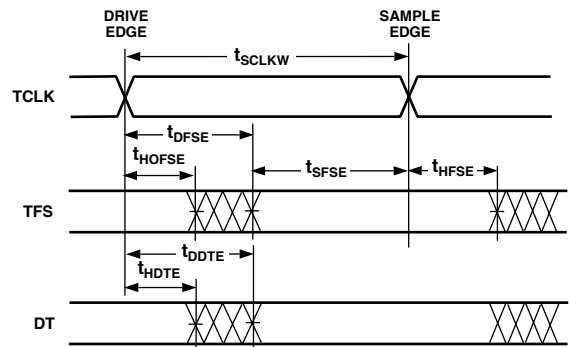 DRIVE EDGE
SAMPLE EDGE
tSCLKW
TCLK
tDFSE
tHOFSE
tSFSE
tHFSE
TFS
tDDTE
tHDTE
DT